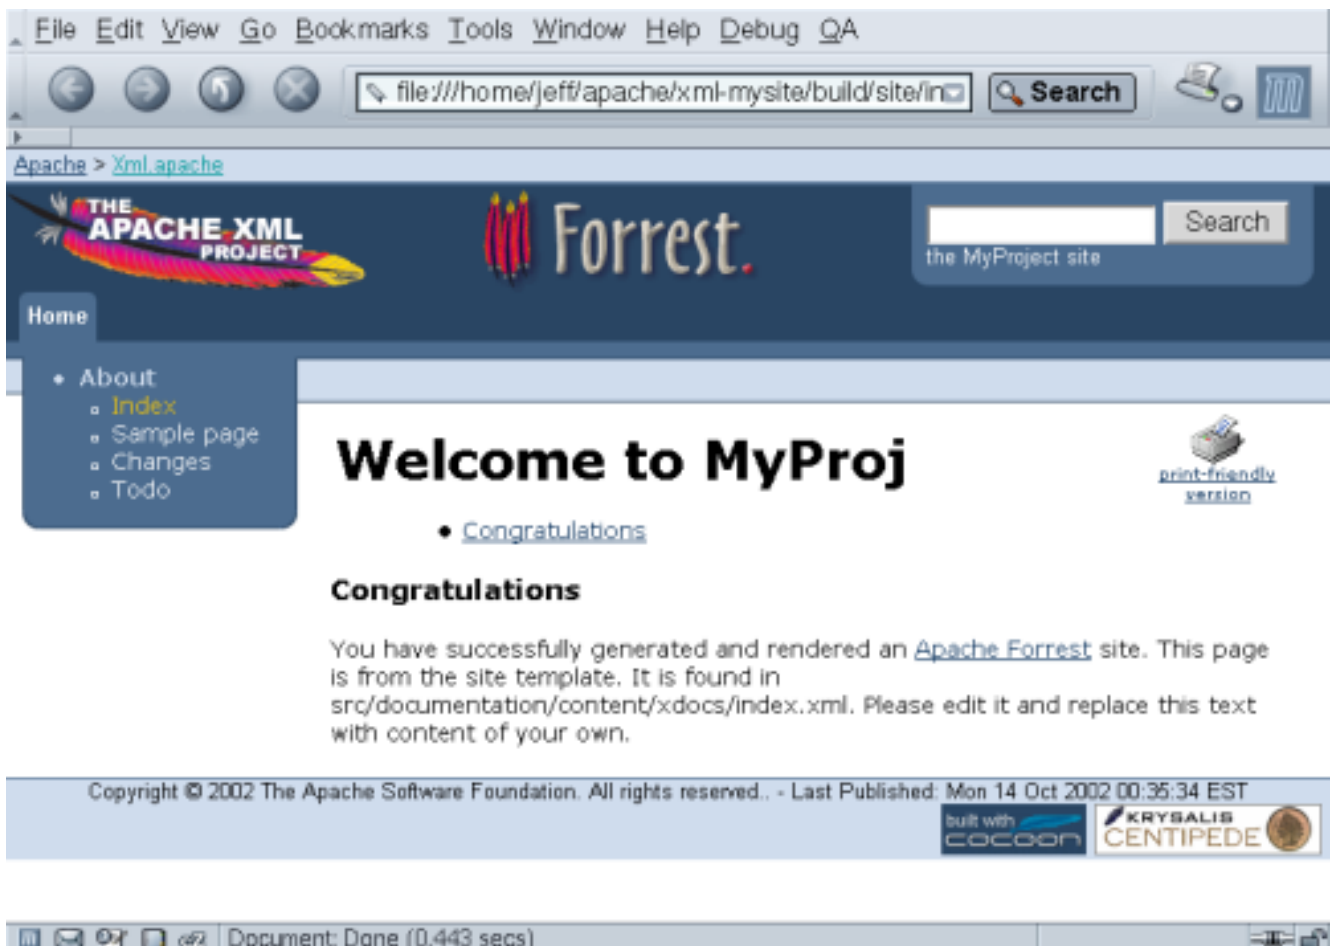 File Edit View Go Bookmarks Tools Window Help Debug QA
file:///home/jeff/apache/xml-mysite/build/site/in
Search
Apache > Xml.apache
THE
APACHE XML
PROJECT
Forrest.
Search
the MyProject site
Home
About
Index
Sample page
Changes
Todo
Welcome to MyProj
print-friendly
version
Congratulations
Congratulations
You have successfully generated and rendered an Apache Forrest site. This page
is from the site template. It is found in
src/documentation/content/xdocs/index.xml. Please edit it and replace this text
with content of your own.
Copyright © 2002 The Apache Software Foundation. All rights reserved.. - Last Published: Mon 14 Oct 2002 00:35:34 EST
built with
cocoon
KRYSALIS
CENTIPEDE
Document: Done (0.443 secs)